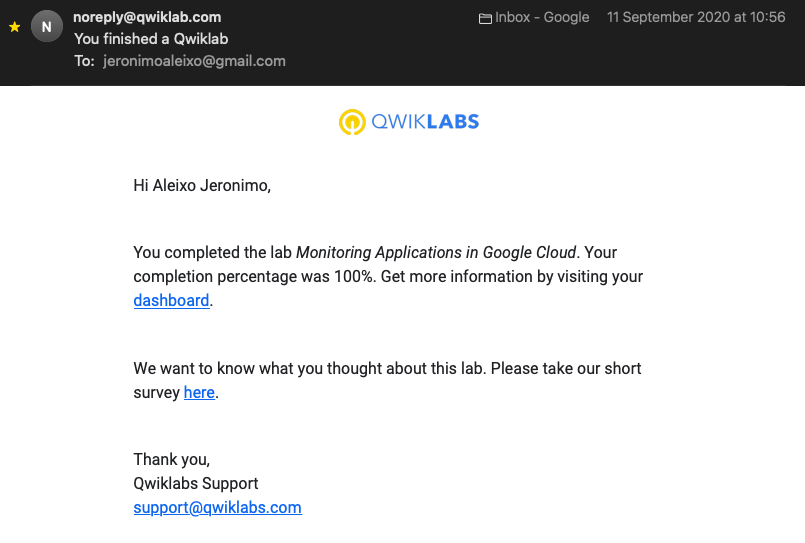 noreply@qwiklab.com
Inbox - Google 11 September 2020 at 10:56
N
You finished a Qwiklab
To: jeronimoaleixo@gmail.com
QWIKLABS
Hi Aleixo Jeronimo,
You completed the lab Monitoring Applications in Google Cloud. Your
completion percentage was 100%. Get more information by visiting your
dashboard.
We want to know what you thought about this lab. Please take our short
survey here.
Thank you,
Qwiklabs Support
support@qwiklabs.com